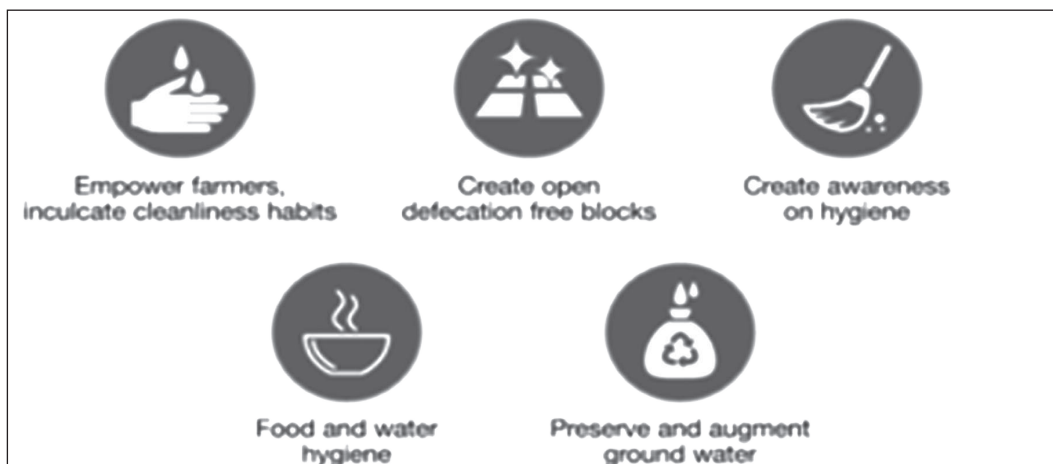 Empower farmers,
inculcate cleanliness habits
Create open
defecation free blocks
Create awareness
on hygiene
Food and water
hygiene
Preserve and augment
ground water